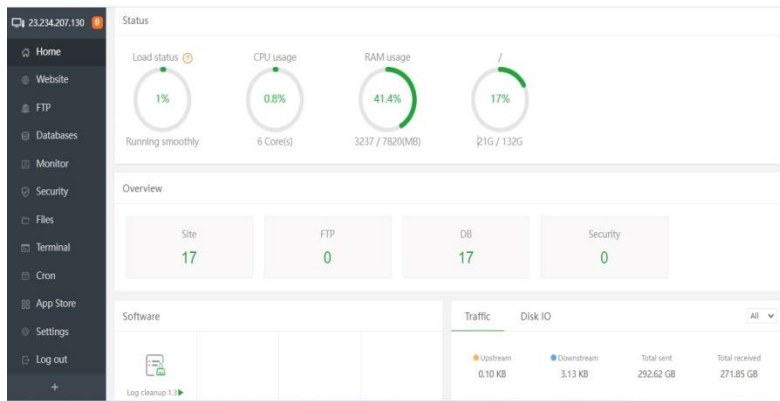 23.234.207.130 0
Home
Website
FTP
Databases
Monitor
Security
Files
Terminal
Cron
App Store
Settings
Log out
+
Status
Load status ? CPU usage RAM usage /
1% 0.8% 41.4% 17%
Running smoothly 6 Core(s) 3237 / 7820(MB) 21G / 132G
Overview
Site FTP DB Security
17 0 17 0
Software
Log cleanup 1.3
Traffic Disk IO All
Upstream Downstream Total sent Total received
0.10 KB 3.13 KB 292.62 GB 271.85 GB